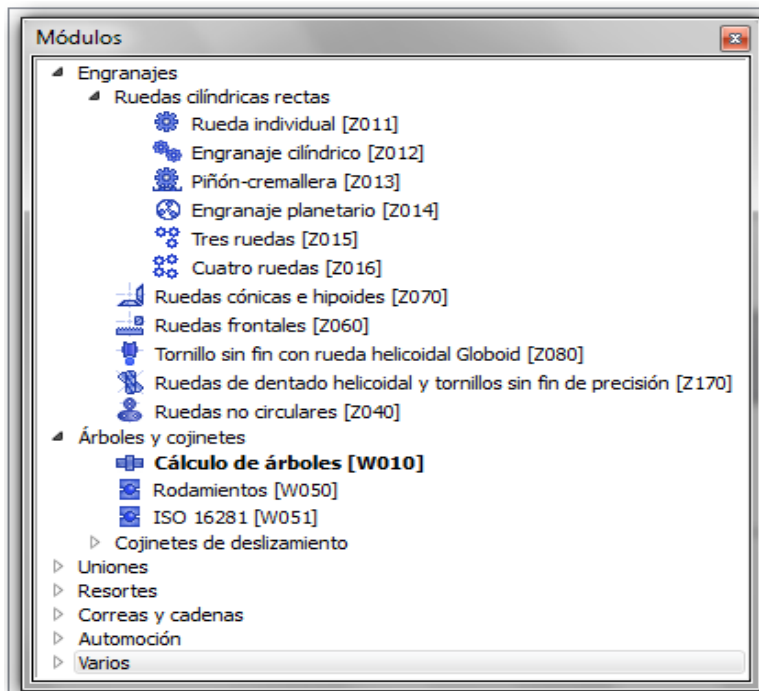 Módulos
Engranajes
Ruedas cilíndricas rectas
Rueda individual [Z011]
Engranaje cilíndrico [Z012]
Piñón-cremallera [Z013]
Engranaje planetario [Z014]
Tres ruedas [Z015]
Cuatro ruedas [Z016]
Ruedas cónicas e hipoides [Z070]
Ruedas frontales [Z060]
Tornillo sin fin con rueda helicoidal Globoid [Z080]
Ruedas de dentado helicoidal y tornillos sin fin de precisión [Z170]
Ruedas no circulares [Z040]
Árboles y cojinetes
Cálculo de árboles [W010]
Rodamientos [W050]
ISO 16281 [W051]
Cojinetes de deslizamiento
Uniones
Resortes
Correas y cadenas
Automoción
Varios